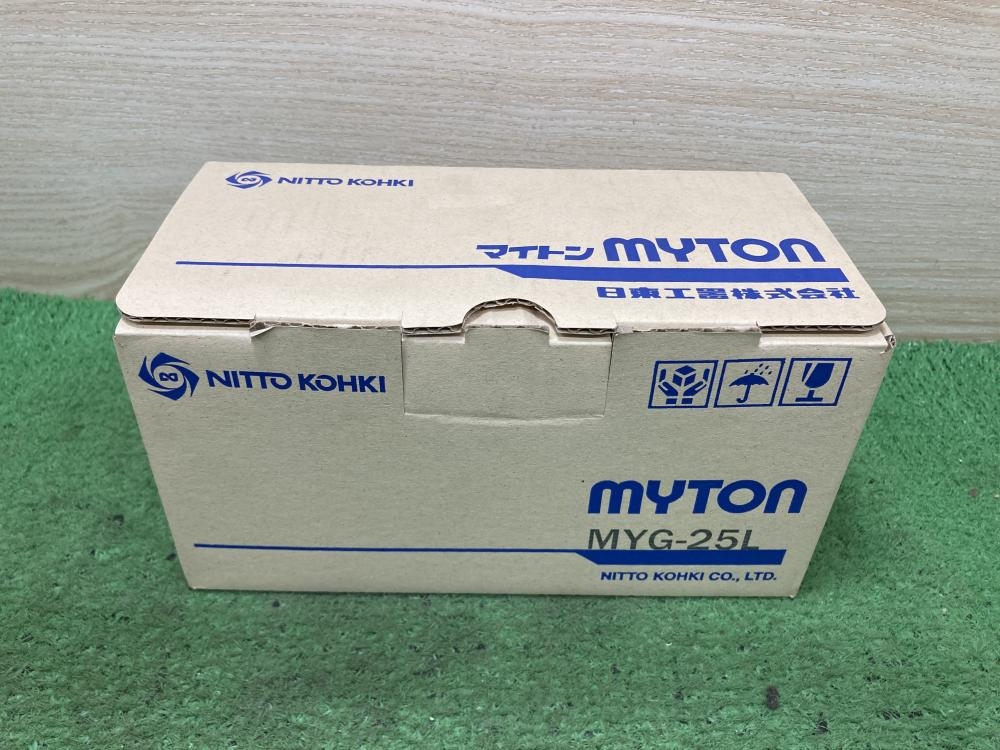 NITTO KOHKI
マイトン MYTON
日東工器株式会社
NITTO KOHKI
MYTON
MYG-25L
NITTO KOHKI CO., LTD.